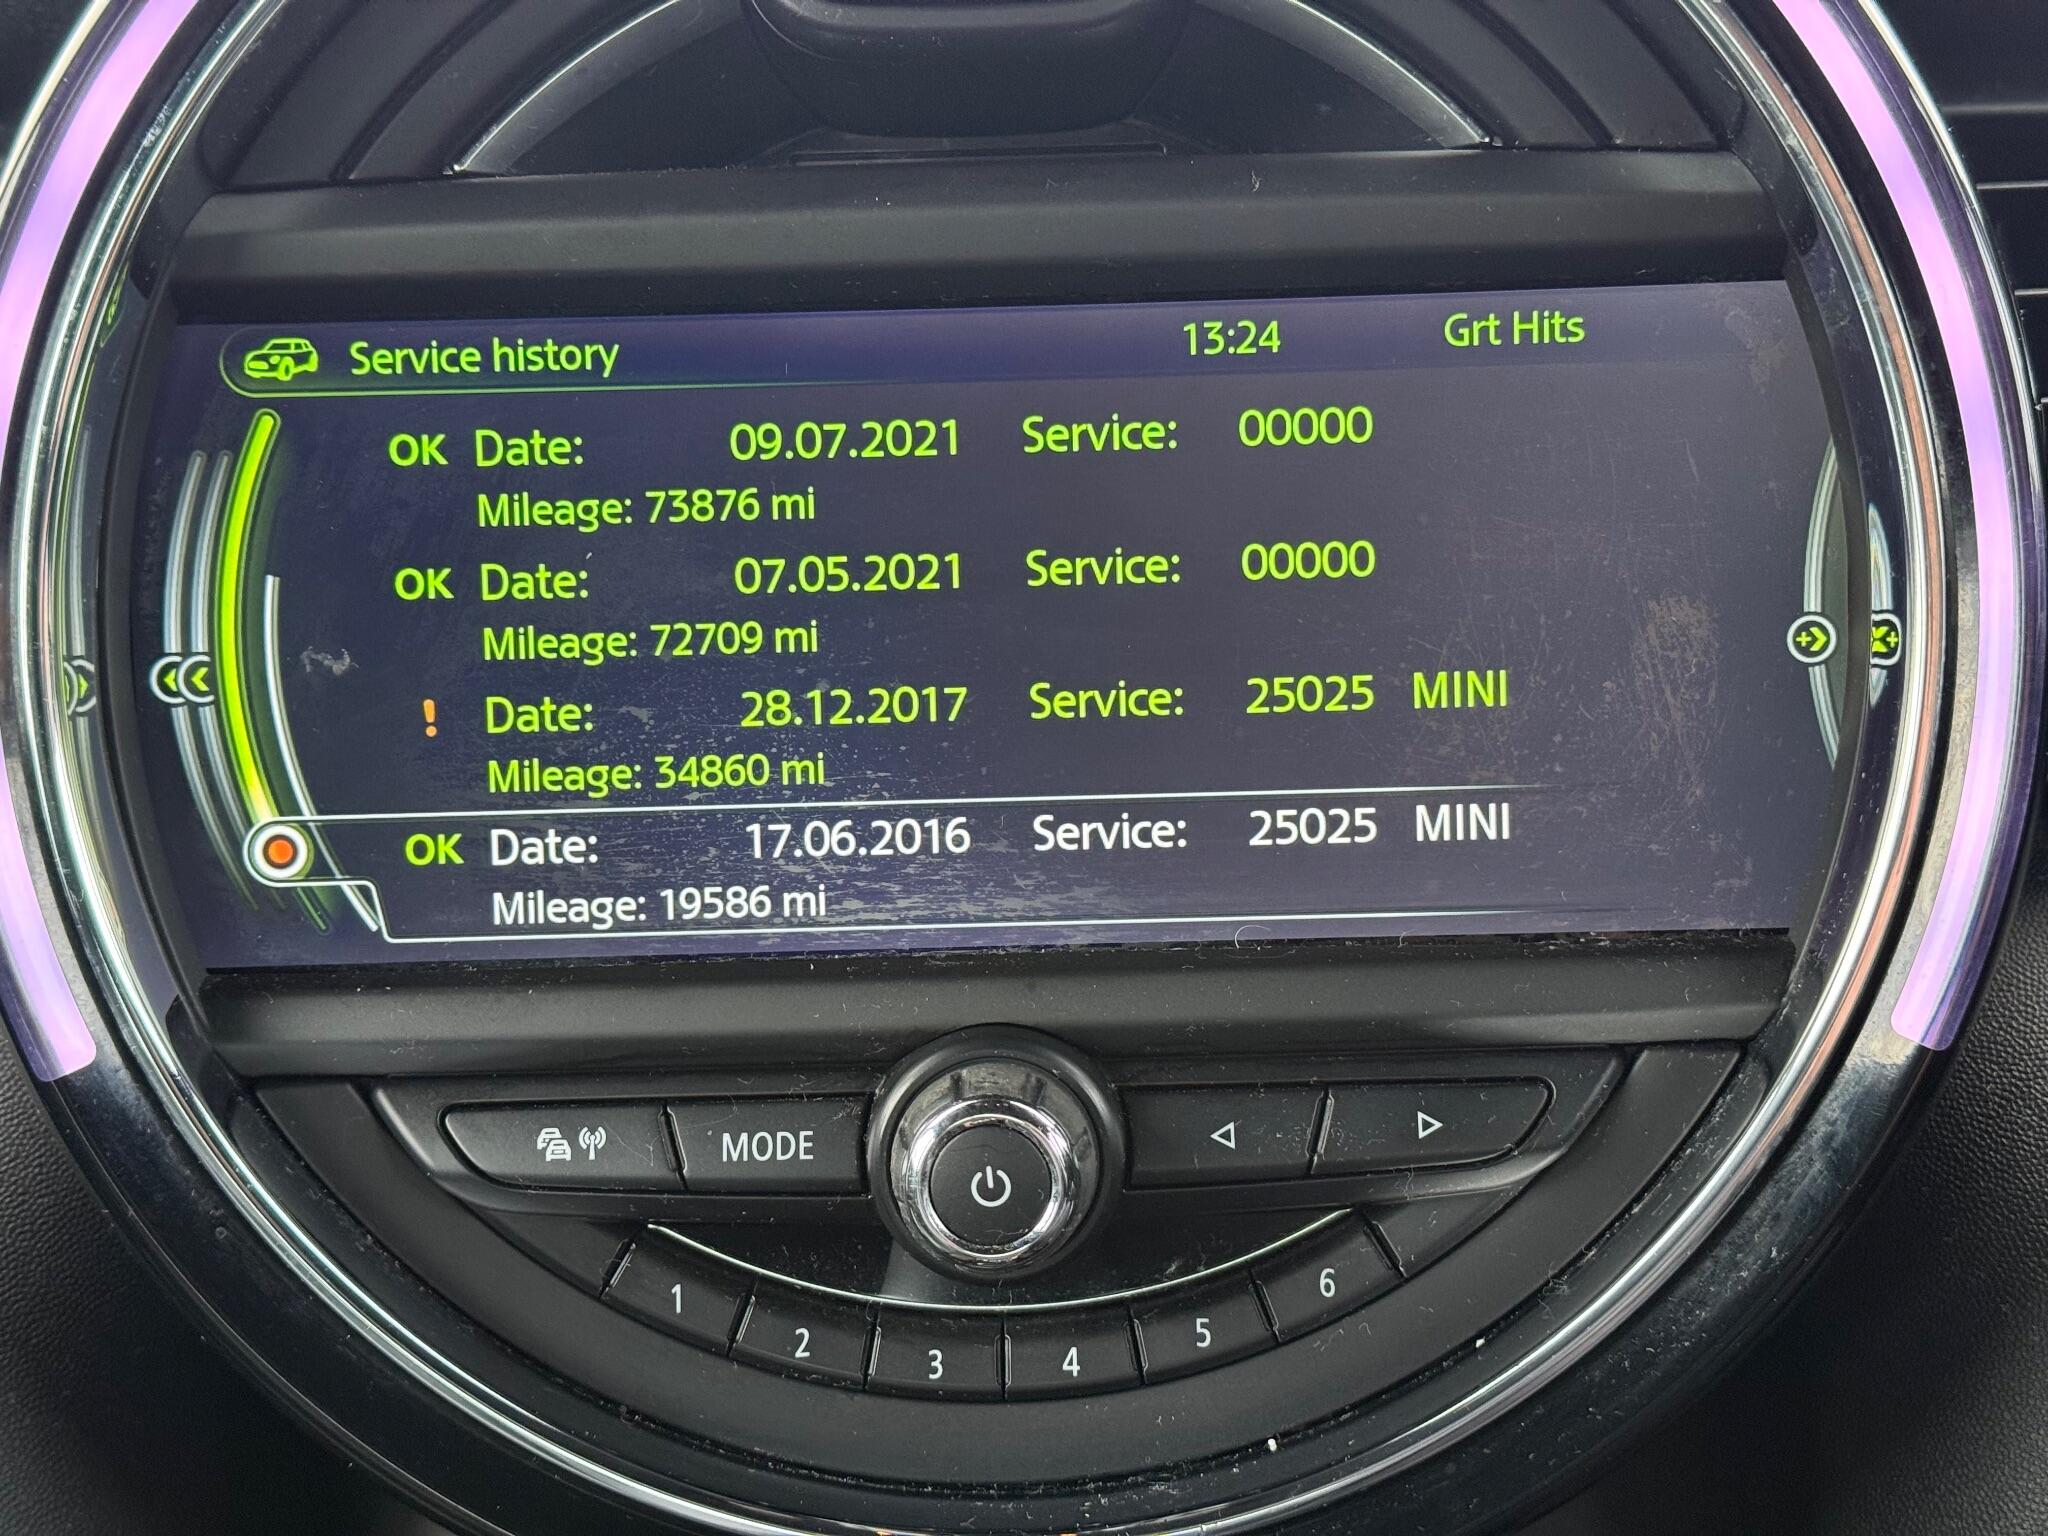 Service history 13:24 Grt Hits
OK Date: 09.07.2021 Service: 00000
Mileage: 73876 mi
OK Date: 07.05.2021 Service: 00000
Mileage: 72709 mi
! Date: 28.12.2017 Service: 25025 MINI
Mileage: 34860 mi
OK Date: 17.06.2016 Service: 25025 MINI
Mileage: 19586 mi
MODE
1 2 3 4 5 6